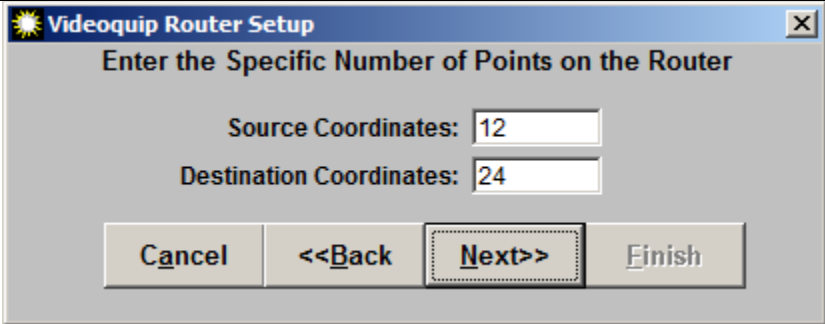 Videoquip Router Setup
Enter the Specific Number of Points on the Router
Source Coordinates: 12
Destination Coordinates: 24
Cancel <<Back Next>> Finish